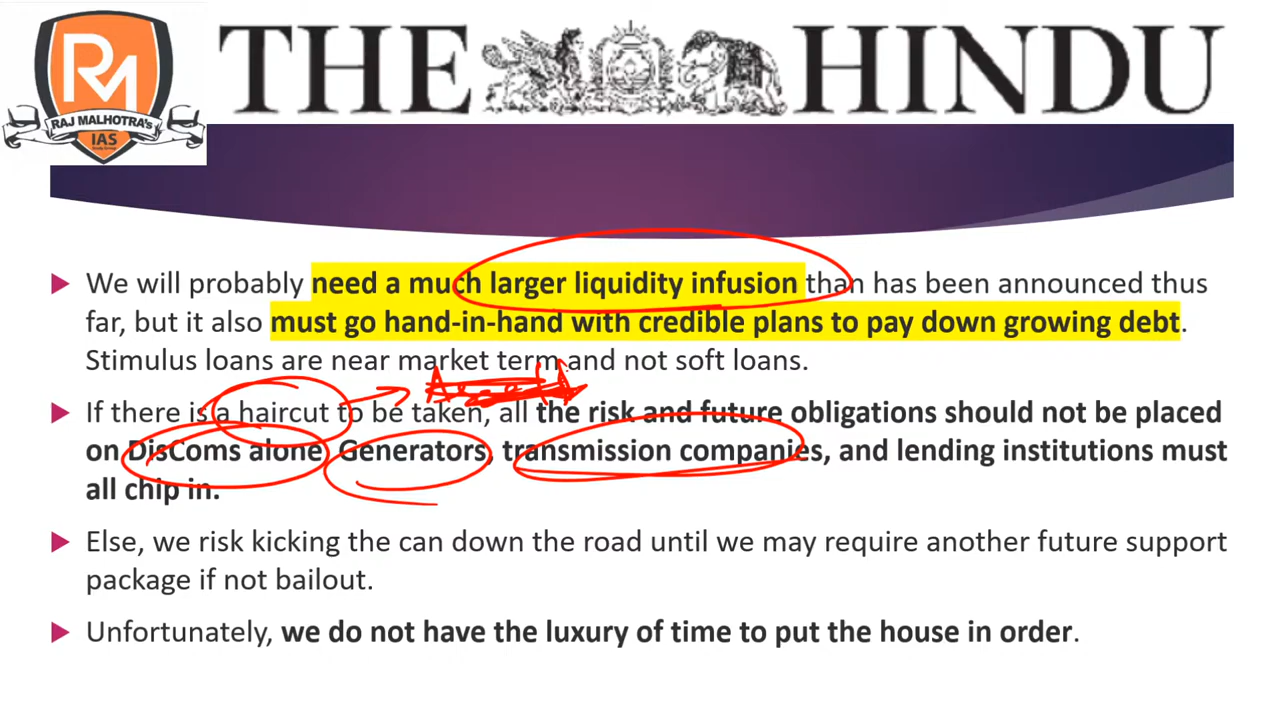 RM
RAJ MALHOTRA's
IAS
THE HINDU
We will probably need a much larger liquidity infusion than has been announced thus
far, but it also must go hand-in-hand with credible plans to pay down growing debt.
Stimulus loans are near market term and not soft loans.
If there is a haircut to be taken, all the risk and future obligations should not be placed
on DisComs alone Generators, transmission companies, and lending institutions must
all chip in.
Else, we risk kicking the can down the road until we may require another future support
package if not bailout.
Unfortunately, we do not have the luxury of time to put the house in order.